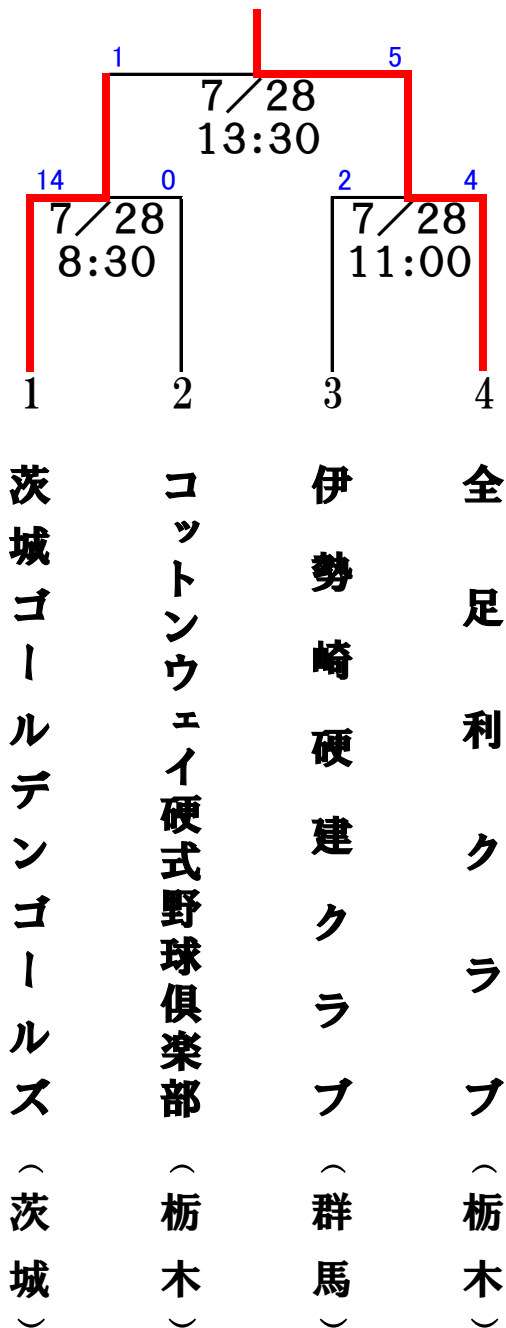 1 5
7／28
13:30
14 0 2 4
7／28 7／28
8:30 11:00
1 2 3 4
茨城ゴールデンゴールズ（茨城）
コットンウェイ硬式野球倶楽部（栃木）
伊勢崎硬建クラブ（群馬）
全足利クラブ（栃木）